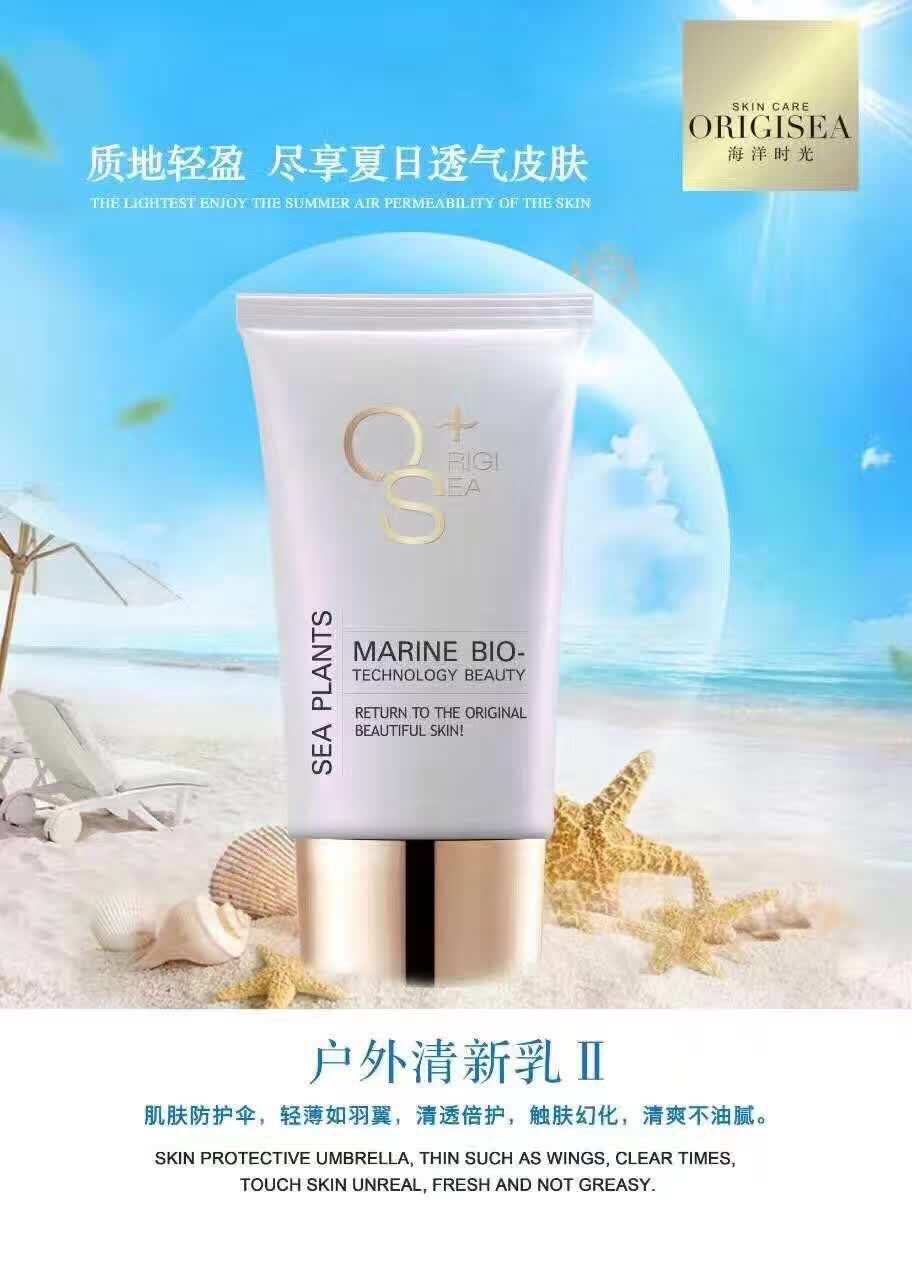 SKIN CARE
ORIGISEA
海洋时光
质地轻盈 尽享夏日透气皮肤
THE LIGHTEST ENJOY THE SUMMER AIR PERMEABILITY OF THE SKIN
O+
RIGI
S EA
SEA PLANTS
MARINE BIO-
TECHNOLOGY BEAUTY
RETURN TO THE ORIGINAL
BEAUTIFUL SKIN!
户外清新乳 II
肌肤防护伞，轻薄如羽翼，清透倍护，触肤幻化，清爽不油腻。
SKIN PROTECTIVE UMBRELLA, THIN SUCH AS WINGS, CLEAR TIMES,
TOUCH SKIN UNREAL, FRESH AND NOT GREASY.